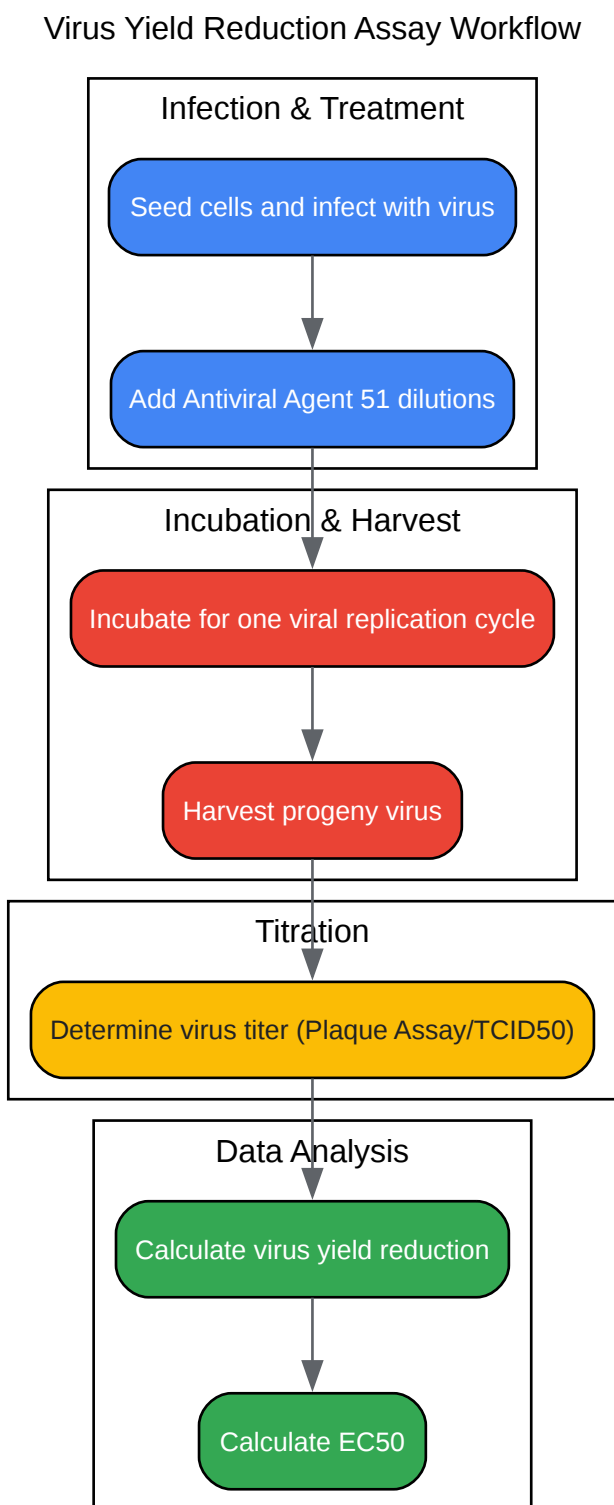 Virus Yield Reduction Assay Workflow
Infection & Treatment
Seed cells and infect with virus
Add Antiviral Agent 51 dilutions
Incubation & Harvest
Incubate for one viral replication cycle
Harvest progeny virus
Titration
Determine virus titer (Plaque Assay/TCID50)
Data Analysis
Calculate virus yield reduction
Calculate EC50